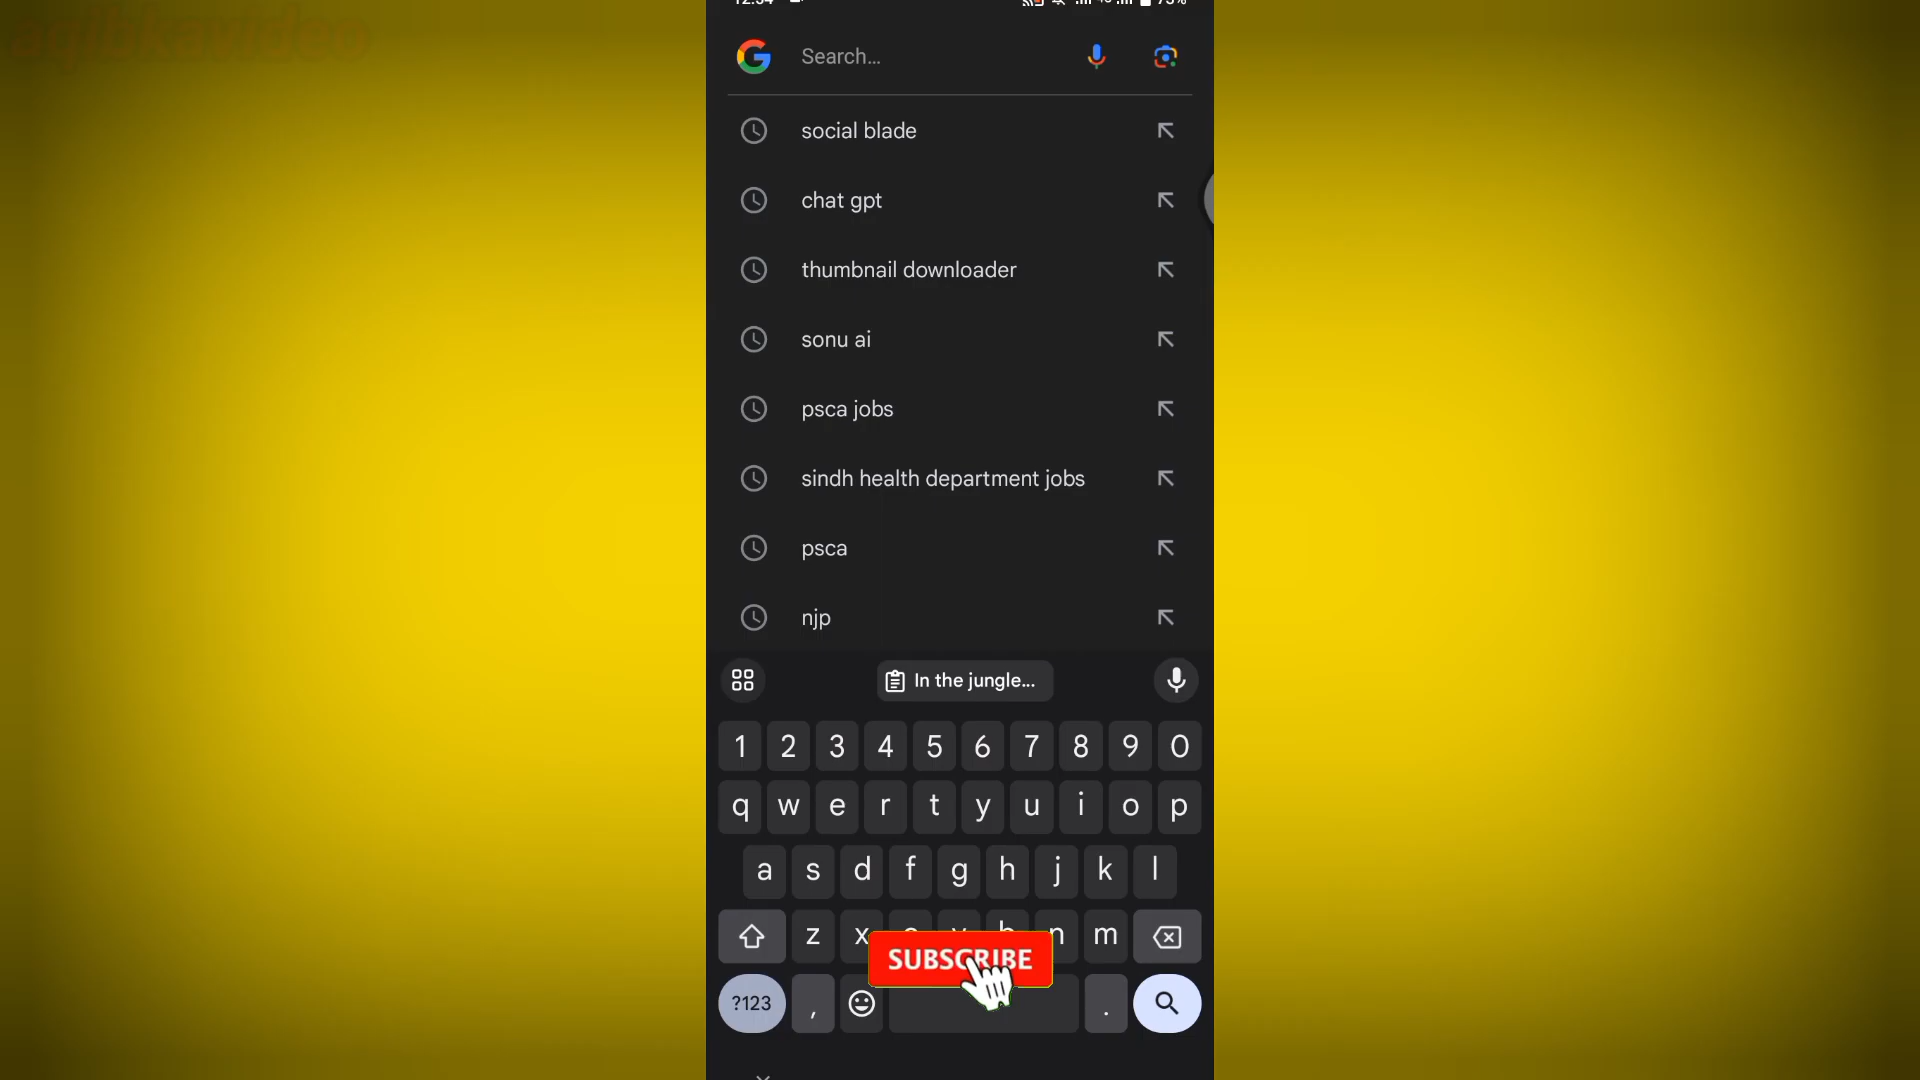 aqibkavideo
Search...
social blade
chat gpt
thumbnail downloader
sonu ai
psca jobs
sindh health department jobs
psca
njp
In the jungle...
1 2 3 4 5 6 7 8 9 0
q w e r t y u i o p
a s d f g h j k l
z x c v b n m
SUBSCRIBE
?123 , .